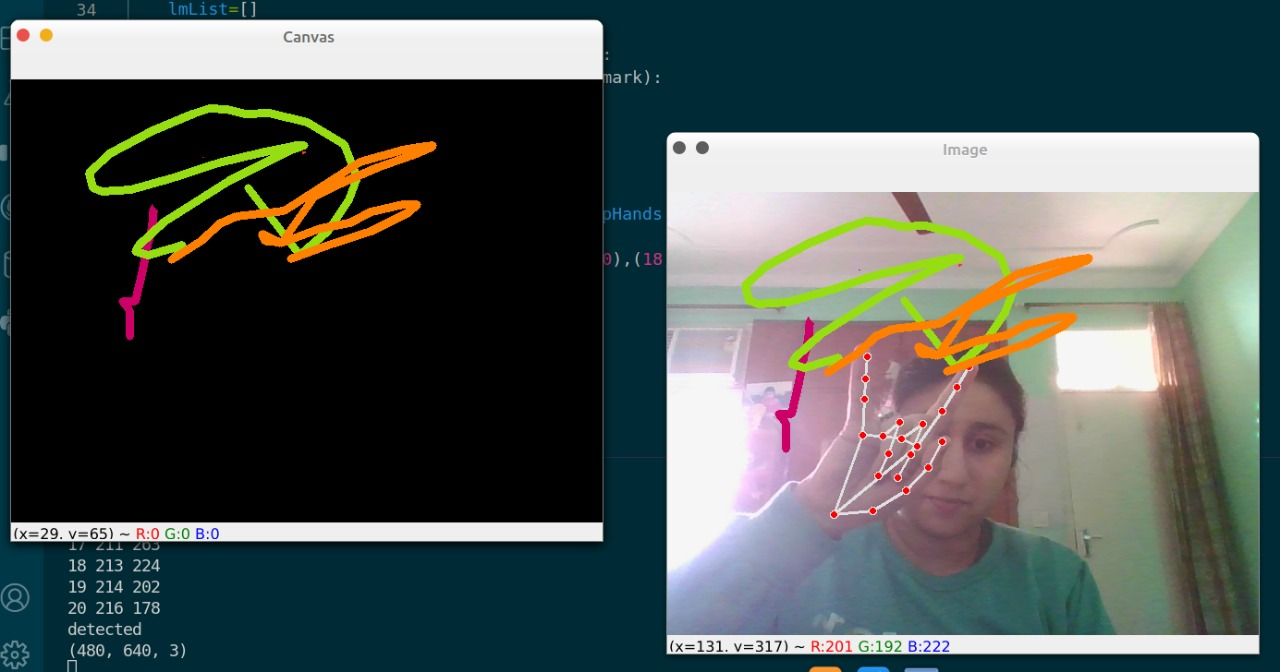 34 lmList=[]
Canvas
:
mark):
Image
pHands
0),(18
(x=29, y=65) ~ R:0 G:0 B:0
17 211 263
18 213 224
19 214 202
20 216 178
detected
(480, 640, 3)
(x=131, y=317) ~ R:201 G:192 B:222